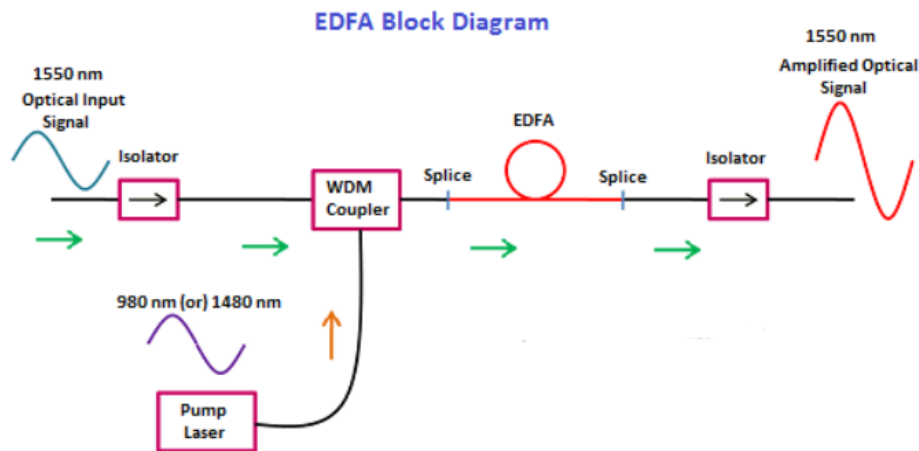 EDFA Block Diagram
1550 nm
Optical Input
Signal
Isolator
WDM
Coupler
Splice
EDFA
Splice
Isolator
1550 nm
Amplified Optical
Signal
980 nm (or) 1480 nm
Pump
Laser